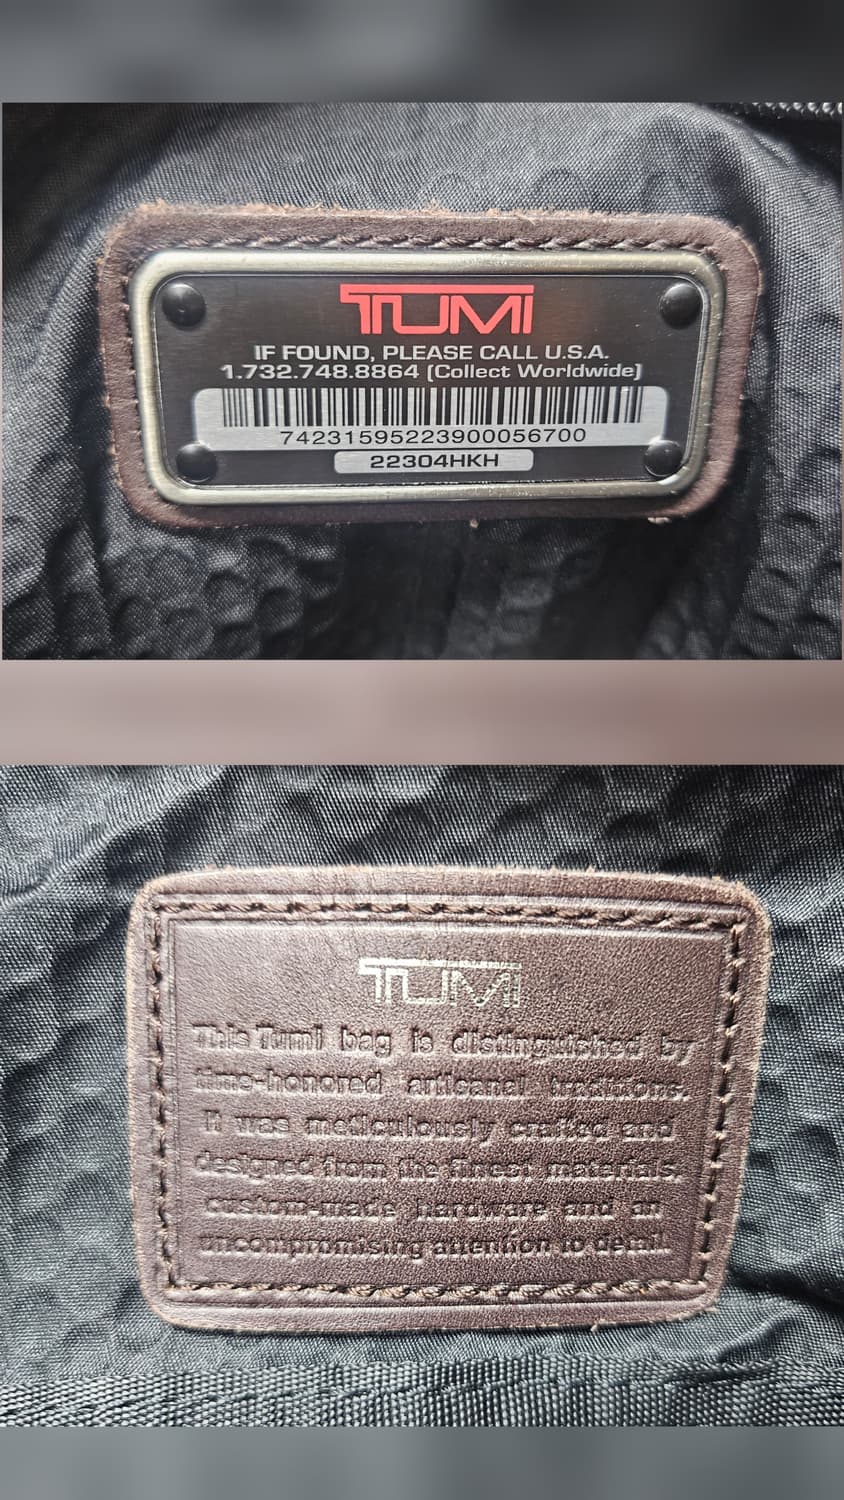 TUMI
IF FOUND, PLEASE CALL U.S.A.
1.732.748.8864 (Collect Worldwide)
74231595223900056700
22304HKH
TUMI
This Tumi bag is distinguished by
time-honored artisanal traditions.
It was meticulously crafted and
designed from the finest materials,
custom-made hardware and an
uncompromising attention to detail.